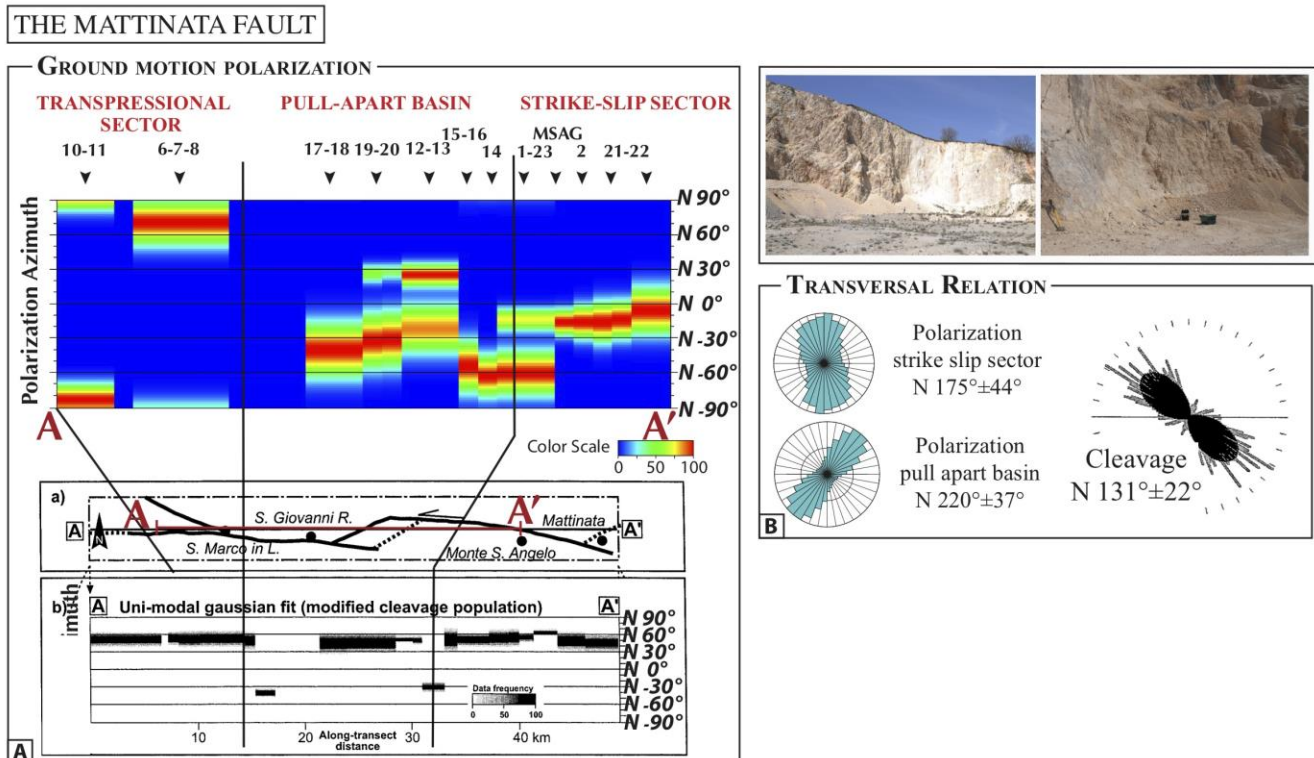 THE MATTINATA FAULT
GROUND MOTION POLARIZATION
TRANSPRESSIONAL SECTOR
PULL-APART BASIN
STRIKE-SLIP SECTOR
10-11
6-7-8
17-18
19-20
12-13
15-16
14
MSAG
1-23
2
21-22
Polarization Azimuth
N 90°
N 60°
N 30°
N 0°
N -30°
N -60°
N -90°
A
A'
Color Scale
0 50 100
a)
A
N
A
S. Giovanni R.
A'
Mattinata
A'
S. Marco in L.
Monte S. Angelo
b)
imuth
A
Uni-modal gaussian fit (modified cleavage population)
A'
N 90°
N 60°
N 30°
N 0°
N -30°
N -60°
N -90°
Data frequency
0 50 100
10 20 Along-transect distance 30 40 km
A
TRANSVERSAL RELATION
Polarization
strike slip sector
N 175°±44°
Polarization
pull apart basin
N 220°±37°
Cleavage
N 131°±22°
B